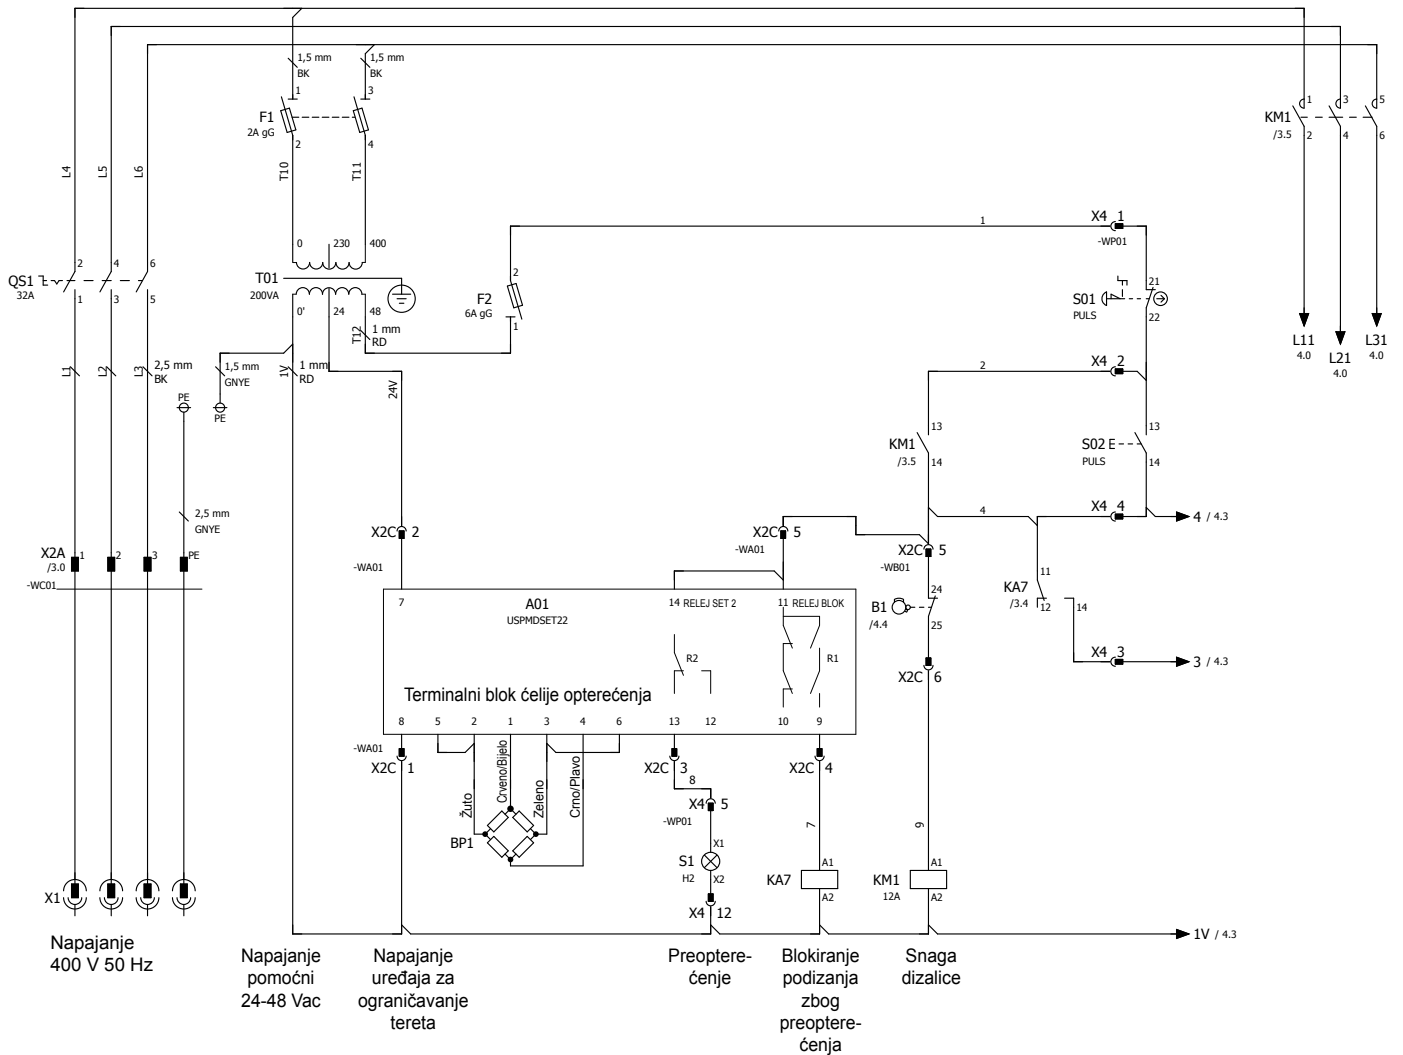 1,5 mm
BK
1,5 mm
BK
1
3
F1
2A gG
2
4
T10
T11
KM1
/3.5
1
3
5
2
4
6
L4
L5
L6
0
230
400
T01
200VA
0'
24
48
T12
1 mm
RD
QS1
32A
2
4
6
1
3
5
L1
L2
L3
2,5 mm
BK
1,5 mm
GNYE
PE
1V
1 mm
RD
24V
F2
6A gG
2
1
1
X4 1
-WP01
S01
PULS
21
22
L11
4.0
L21
4.0
L31
4.0
2
X4 2
KM1
/3.5
13
14
S02 E
PULS
13
14
4
X4 4
4 / 4.3
PE
2,5 mm
GNYE
X2A
/3.0
1
2
3
PE
-WC01
X2C 2
-WA01
X2C 5
-WA01
X2C 5
-WB01
B1
/4.4
24
25
KA7
/3.4
11
12
14
X4 3
3 / 4.3
X2C 6
7
A01
USPMDSET22
14 RELEJ SET 2
11 RELEJ BLOK
R2
R1
Terminalni blok ćelije opterećenja
8
5
2
1
3
4
6
13
12
10
9
-WA01
X2C 1
Žuto
Crveno/Bijelo
Zeleno
Crno/Plavo
BP1
X2C 3
8
X4 5
-WP01
S1
H2
X1
X2
X4 12
X2C 4
7
KA7
A1
A2
9
KM1
12A
A1
A2
X1
1V / 4.3
Napajanje
400 V 50 Hz
Napajanje
pomoćni
24-48 Vac
Napajanje
uređaja za
ograničavanje
tereta
Preoptere-
ćenje
Blokiranje
podizanja
zbog
preoptere-
ćenja
Snaga
dizalice